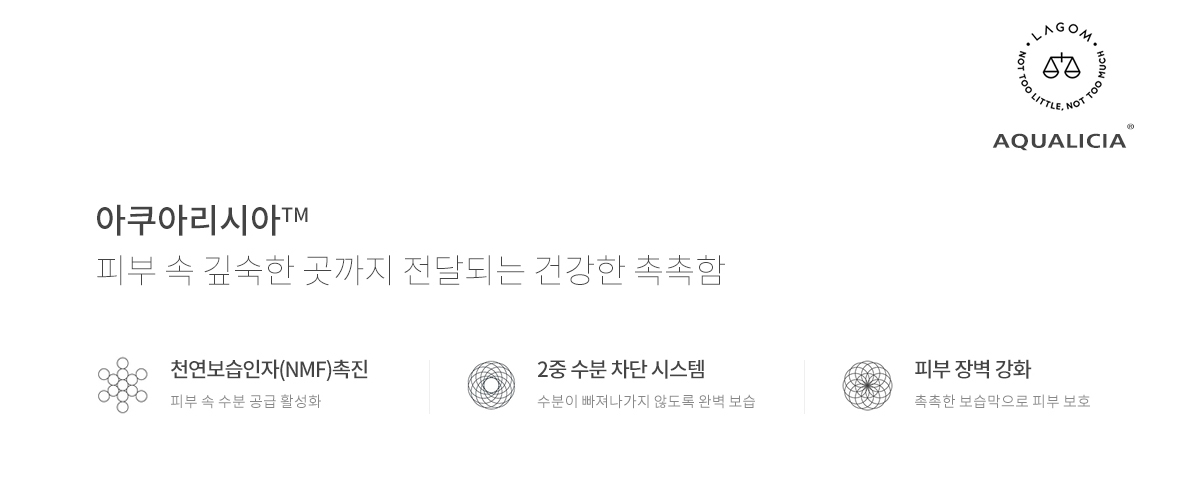 LAGOM
NOT TOO LITTLE, NOT TOO MUCH
AQUALICIA®
아쿠아리시아™
피부 속 깊숙한 곳까지 전달되는 건강한 촉촉함
천연보습인자(NMF)촉진
피부 속 수분 공급 활성화
2중 수분 차단 시스템
수분이 빠져나가지 않도록 완벽 보습
피부 장벽 강화
촉촉한 보습막으로 피부 보호